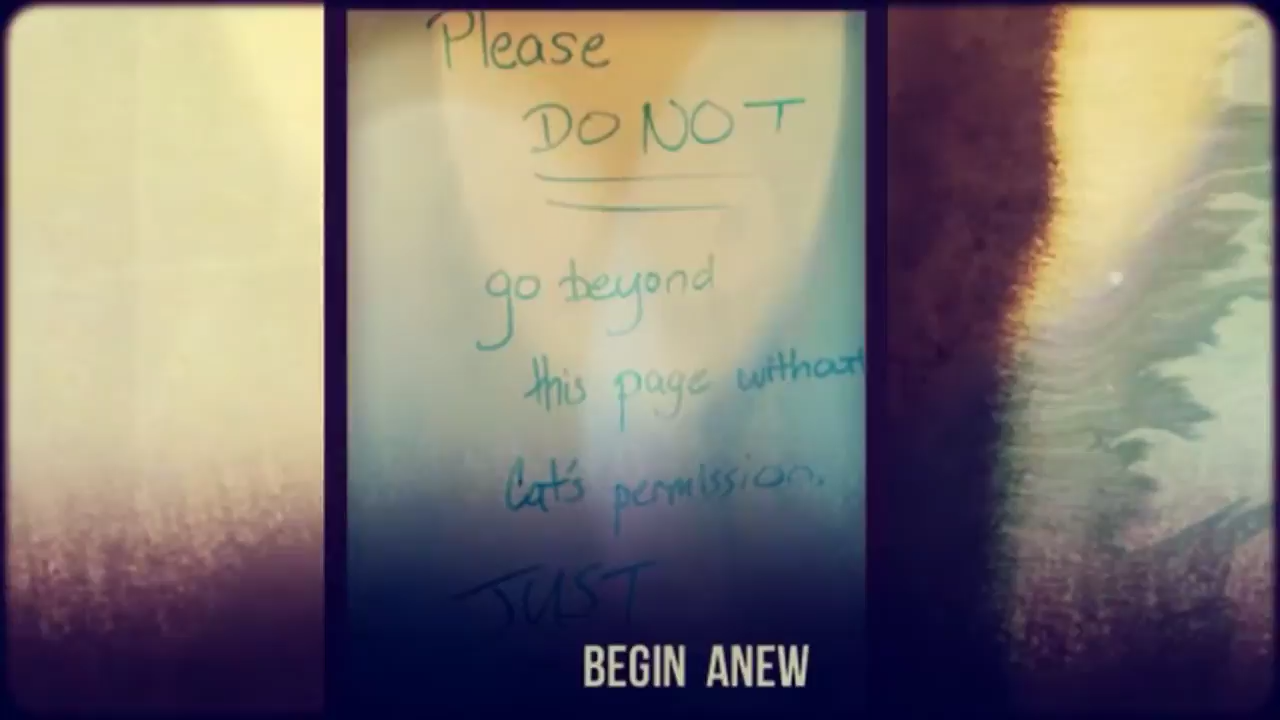 Please
DO NOT
go beyond
this page without
Cat's permission.
JUST
BEGIN ANEW